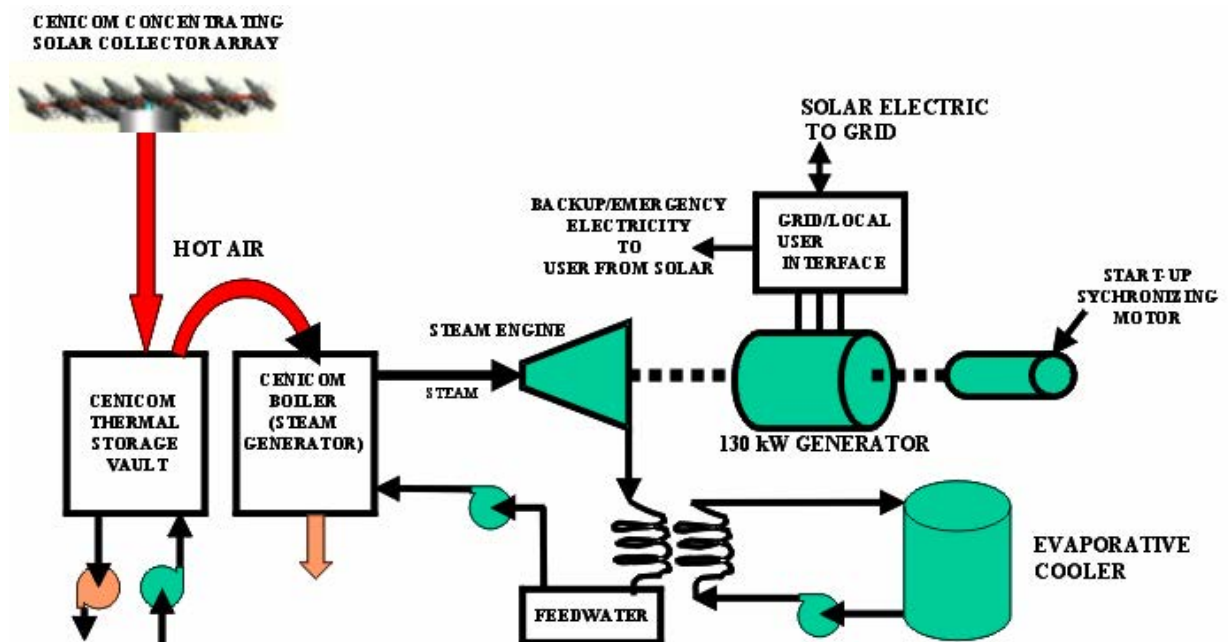 CENICOM CONCENTRATING
SOLAR COLLECTOR ARRAY
SOLAR ELECTRIC
TO GRID
BACKUP/EMERGENCY
ELECTRICITY
TO
USER FROM SOLAR
GRID/LOCAL
USER
INTERFACE
HOT AIR
START-UP
SYCHRONIZING
MOTOR
STEAM ENGINE
CENICOM
THERMAL
STORAGE
VAULT
CENICOM
BOILER
(STEAM
GENERATOR)
STEAM
130 kW GENERATOR
EVAPORATIVE
COOLER
FEEDWATER